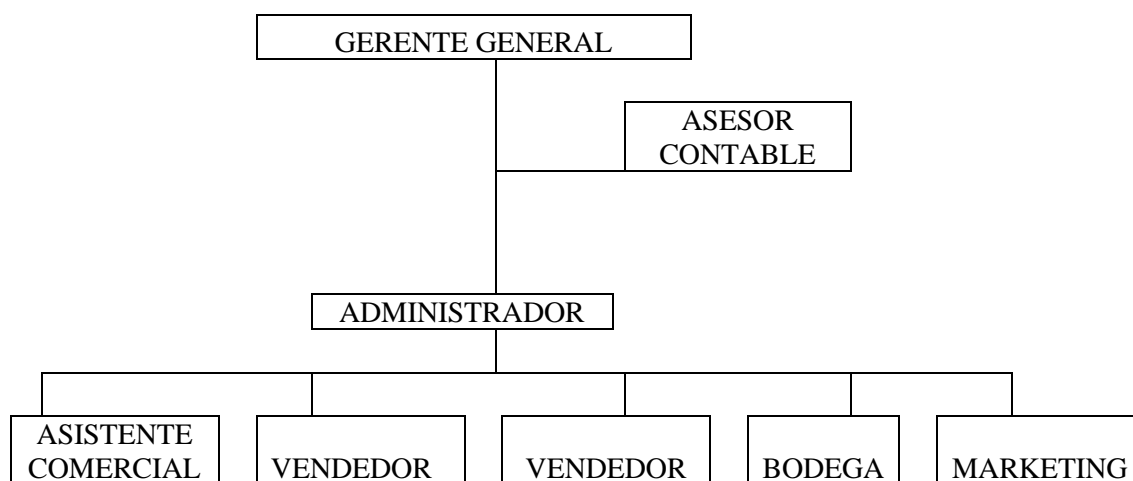 GERENTE GENERAL
ASESOR
CONTABLE
ADMINISTRADOR
ASISTENTE
COMERCIAL
VENDEDOR
VENDEDOR
BODEGA
MARKETING